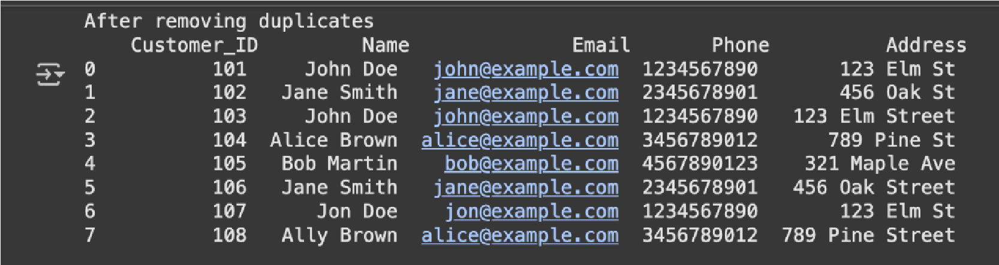 After removing duplicates
Customer_ID Name Email Phone Address
0 101 John Doe john@example.com 1234567890 123 Elm St
1 102 Jane Smith jane@example.com 2345678901 456 Oak St
2 103 John Doe john@example.com 1234567890 123 Elm Street
3 104 Alice Brown alice@example.com 3456789012 789 Pine St
4 105 Bob Martin bob@example.com 4567890123 321 Maple Ave
5 106 Jane Smith jane@example.com 2345678901 456 Oak Street
6 107 Jon Doe jon@example.com 1234567890 123 Elm St
7 108 Ally Brown alice@example.com 3456789012 789 Pine Street